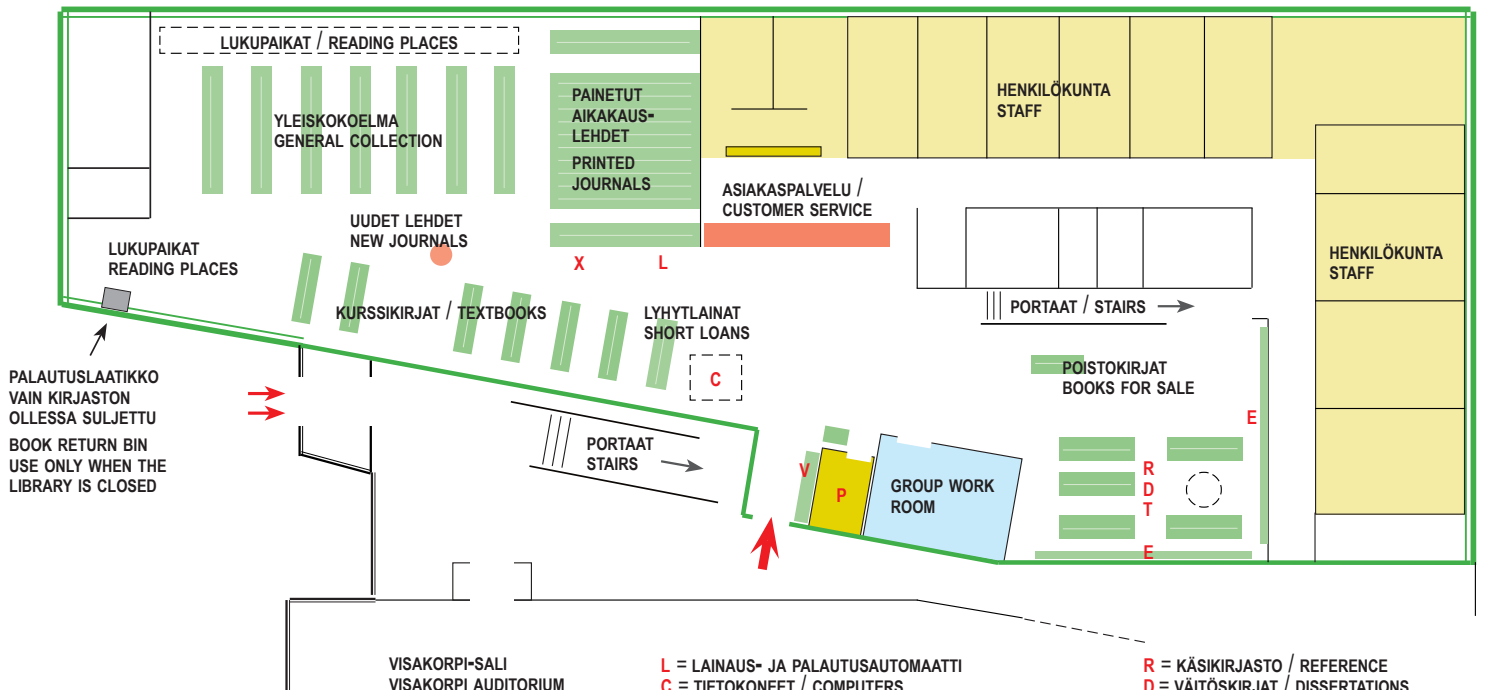 LUKUPAIKAT / READING PLACES
YLEISKOKOELMA
GENERAL COLLECTION
PAINETUT
AIKAKAUS-
LEHDET
PRINTED
JOURNALS
HENKILÖKUNTA
STAFF
ASIAKASPALVELU /
CUSTOMER SERVICE
UUDET LEHDET
NEW JOURNALS
LUKUPAIKAT
READING PLACES
HENKILÖKUNTA
STAFF
X
L
KURSSIKIRJAT / TEXTBOOKS
LYHYTLAINAT
SHORT LOANS
C
PORTAAT / STAIRS
POISTOKIRJAT
BOOKS FOR SALE
E
PALAUTUSLAATIKKO
VAIN KIRJASTON
OLLESSA SULJETTU
BOOK RETURN BIN
USE ONLY WHEN THE
LIBRARY IS CLOSED
PORTAAT
STAIRS
V
P
GROUP WORK
ROOM
R
D
T
E
VISAKORPI-SALI
VISAKORPI AUDITORIUM
L = LAINAUS- JA PALAUTUSAUTOMAATTI
C = TIETOKONEET / COMPUTERS
R = KÄSIKIRJASTO / REFERENCE
D = VÄITÖSKIRJAT / DISSERTATIONS